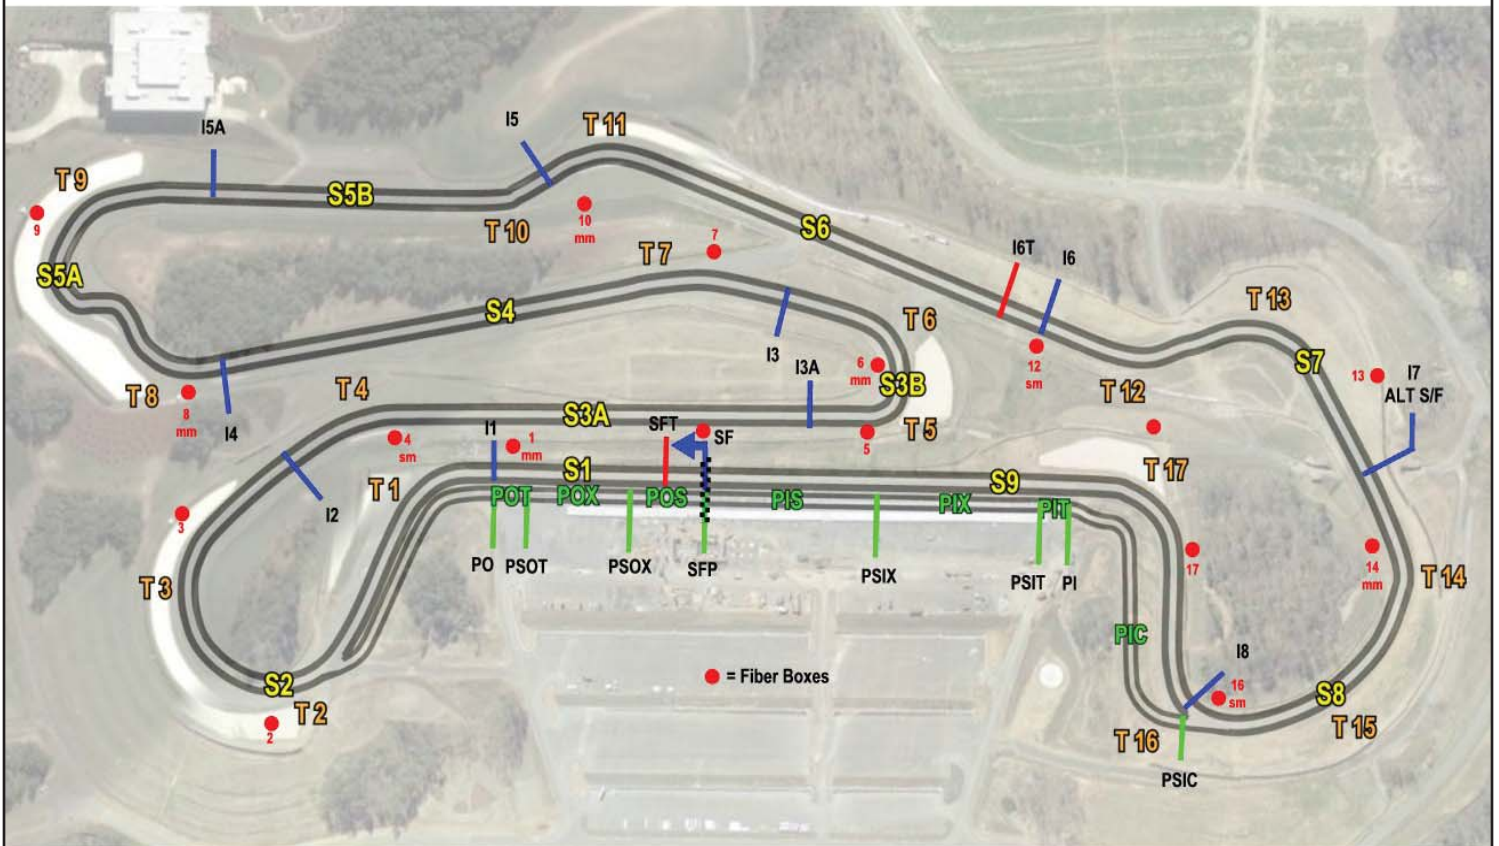 I5A
I5
T 11
T 9
S5B
9
10
mm
T 10
7
S6
T 7
I6T
I6
S5A
T 13
S4
T 6
I3
12
sm
6
mm
S3B
I3A
S7
13
I7
ALT S/F
T 8
8
mm
I4
T 4
S3A
T 12
SFT
SF
T 5
5
I1
1
mm
4
sm
T 17
S1
S9
T 1
POT
POX
POS
PIS
PIX
PIT
I2
3
PO
PSOT
PSOX
SFP
PSIX
PSIT
PI
17
14
mm
T 14
T 3
PIC
I8
= Fiber Boxes
16
sm
S2
S8
T 2
2
T 16
T 15
PSIC